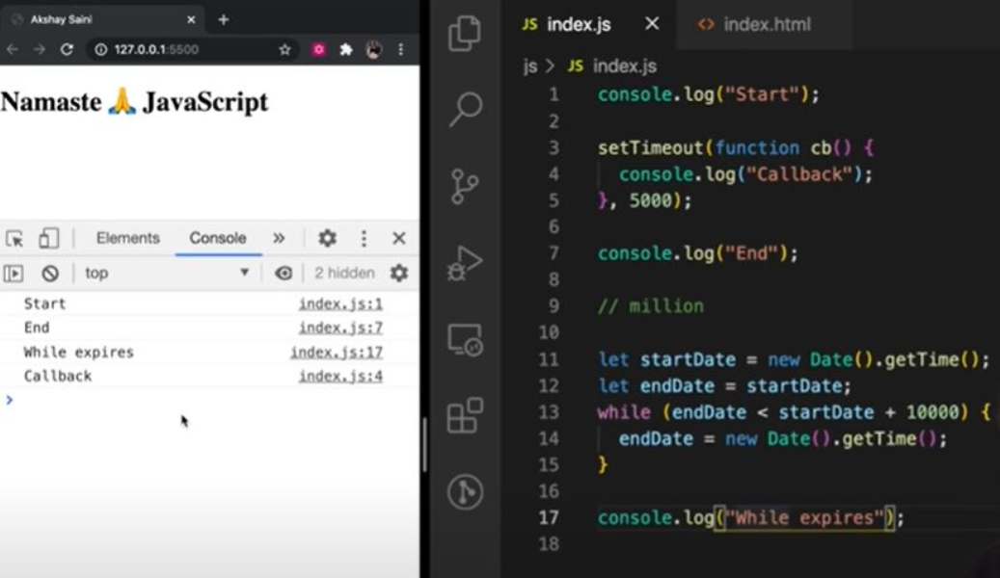 Akshay Saini
127.0.0.1:5500
Namaste 🙏 JavaScript
Elements Console »
top 2 hidden
Start index.js:1
End index.js:7
While expires index.js:17
Callback index.js:4
JS index.js <> index.html
js > JS index.js
1 console.log("Start");
2
3 setTimeout(function cb() {
4 console.log("Callback");
5 }, 5000);
6
7 console.log("End");
8
9 // million
10
11 let startDate = new Date().getTime();
12 let endDate = startDate;
13 while (endDate < startDate + 10000) {
14 endDate = new Date().getTime();
15 }
16
17 console.log("While expires");
18